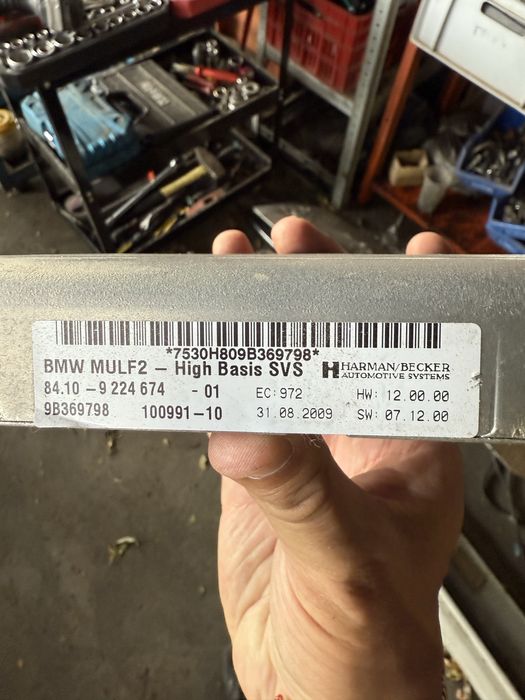 *7530H809B369798*
BMW MULF2 – High Basis SVS
HARMAN/BECKER
AUTOMOTIVE SYSTEMS
84.10 –9 224 674 - 01 EC: 972 HW: 12.00.00
9B369798 100991–10 31.08.2009 SW: 07.12.00